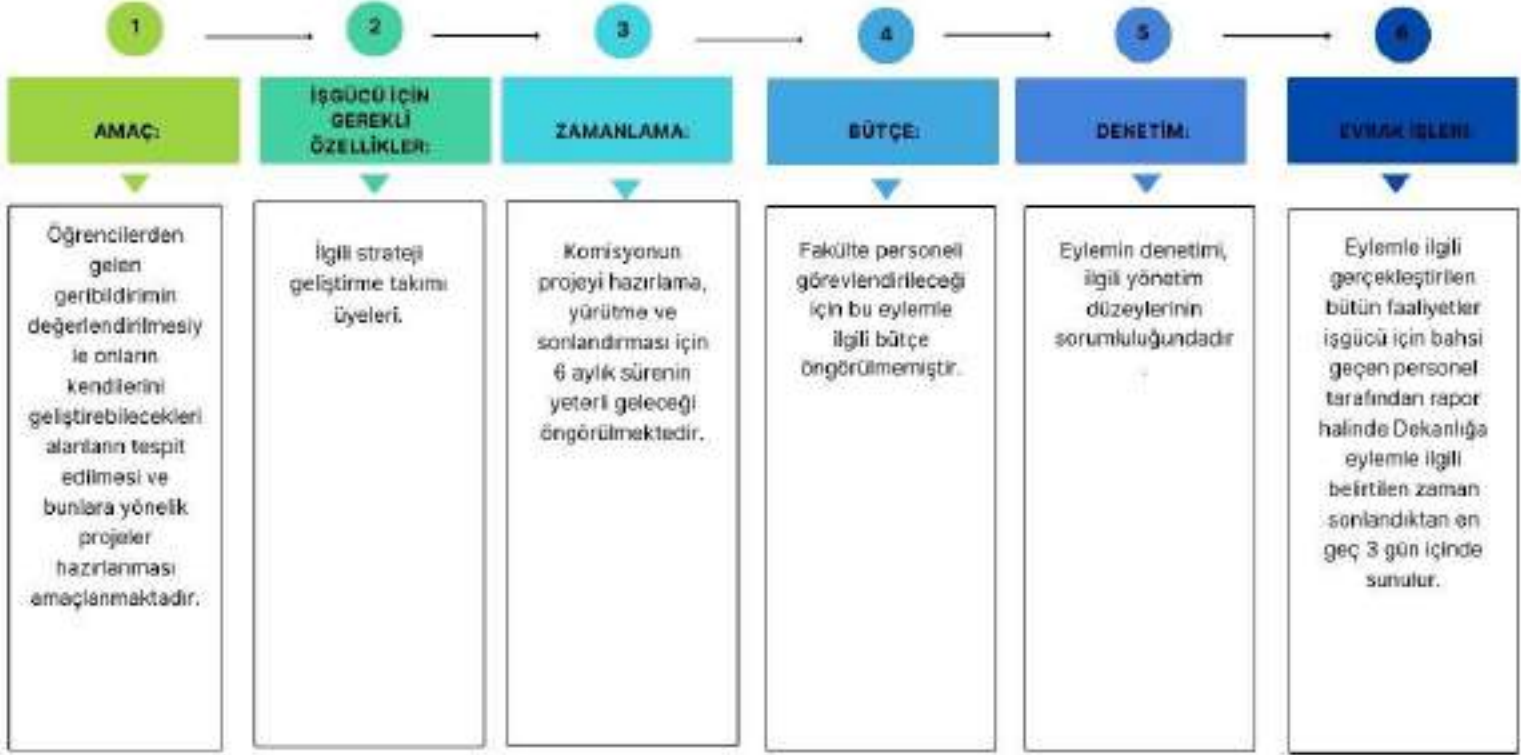 1
2
3
4
5
6
AMAÇ:
İŞGÜCÜ İÇİN
GEREKLİ
ÖZELLİKLER:
ZAMANLAMA:
BÜTÇE:
DENETİM:
EVRAK İŞLERİ:
Öğrencilerden
gelen
geribildirimin
değerlendirilmesiy
le onların
kendilerini
geliştirebilecekleri
alanların tespit
edilmesi ve
bunlara yönelik
projeler
hazırlanması
amaçlanmaktadır.
İlgili strateji
geliştirme takımı
üyeleri.
Komisyonun
projeyi hazırlama,
yürütme ve
sonlandırması için
6 aylık sürenin
yeterli geleceği
öngörülmektedir.
Fakülte personeli
görevlendirileceği
için bu eylemle
ilgili bütçe
öngörülmemiştir.
Eylemin denetimi,
ilgili yönetim
düzeylerinin
sorumluluğundadır
.
Eylemle ilgili
gerçekleştirilen
bütün faaliyetler
işgücü için bahsi
geçen personel
tarafından rapor
halinde Dekanlığa
eylemle ilgili
belirtilen zaman
sonlandıktan en
geç 3 gün içinde
sunulur.